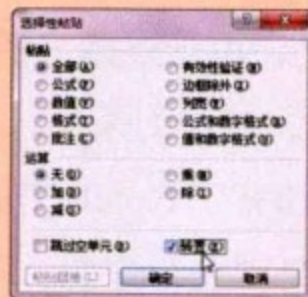 选择性粘贴
粘贴
全部(A) 有效性验证(N)
公式(F) 边框除外(X)
数值(V) 列宽(W)
格式(T) 公式和数字格式(R)
批注(C) 值和数字格式(U)
运算
无(O) 乘(M)
加(D) 除(I)
减(S)
跳过空单元(B) 转置(E)
粘贴链接(L) 确定 取消